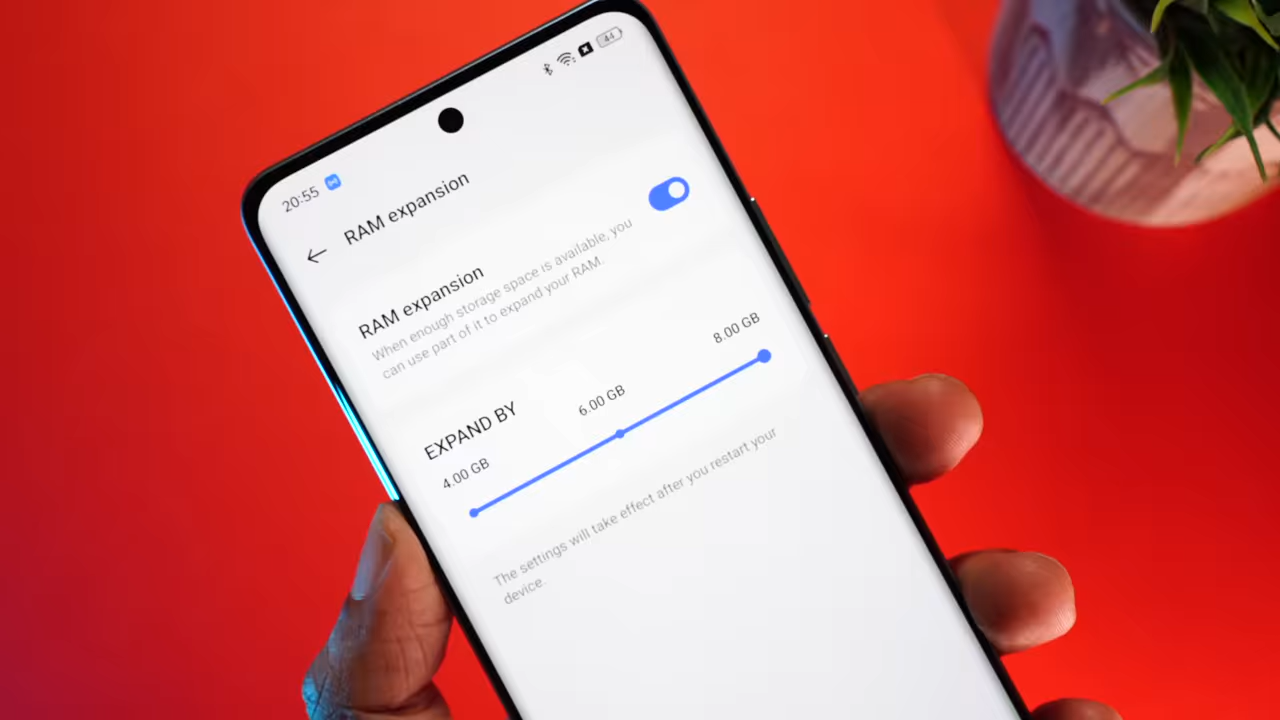 20:55
44
RAM expansion
RAM expansion
When enough storage space is available, you
can use part of it to expand your RAM.
EXPAND BY
4.00 GB
6.00 GB
8.00 GB
The settings will take effect after you restart your
device.